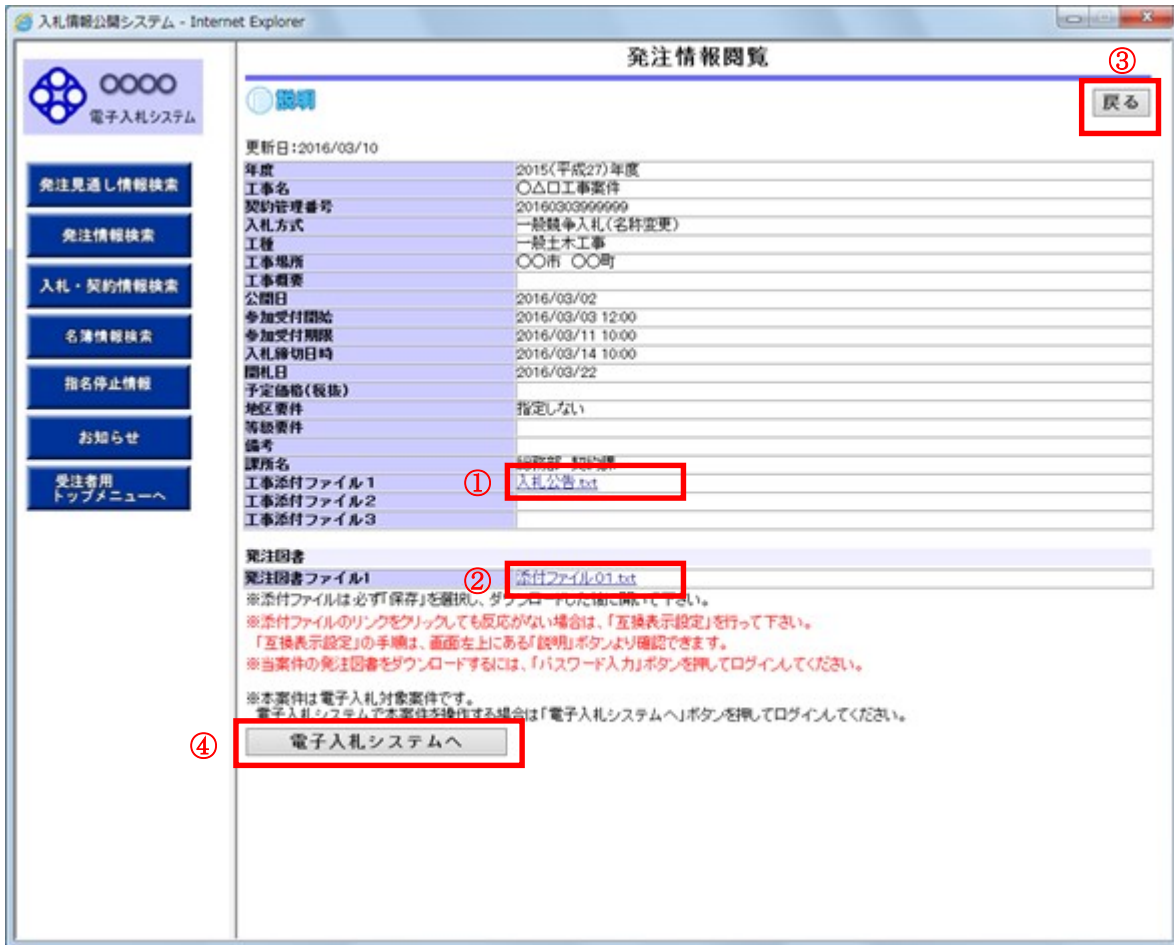 入札情報公開システム - Internet Explorer
発注情報閲覧
③
○○○○
電子入札システム
説明
戻る
更新日:2016/03/10
発注見通し情報検索
発注情報検索
入札・契約情報検索
名簿情報検索
指名停止情報
お知らせ
受注者用
トップメニューへ
年度 2015(平成27)年度
工事名 ○△口工事案件
契約管理番号 20160303999999
入札方式 一般競争入札(名称変更)
工種 一般土木工事
工事場所 ○○市 ○○町
工事概要
公開日 2016/03/02
参加受付開始 2016/03/03 12:00
参加受付期限 2016/03/11 10:00
入札締切日時 2016/03/14 10:00
開札日 2016/03/22
予定価格(税抜)
地区要件 指定しない
等級要件
備考
課所名 総務部 契約課
工事添付ファイル1 ① 入札公告.txt
工事添付ファイル2
工事添付ファイル3
発注図書
発注図書ファイル1 ② 添付ファイル01.txt
※添付ファイルは必ず「保存」を選択し、ダウンロードした後に開いて下さい。
※添付ファイルのリンクをクリックしても反応がない場合は、「互換表示設定」を行って下さい。
「互換表示設定」の手順は、画面左上にある「説明」ボタンより確認できます。
※当案件の発注図書をダウンロードするには、「パスワード入力」ボタンを押してログインしてください。
※本案件は電子入札対象案件です。
電子入札システムで本案件を操作する場合は「電子入札システムへ」ボタンを押してログインしてください。
④ 電子入札システムへ